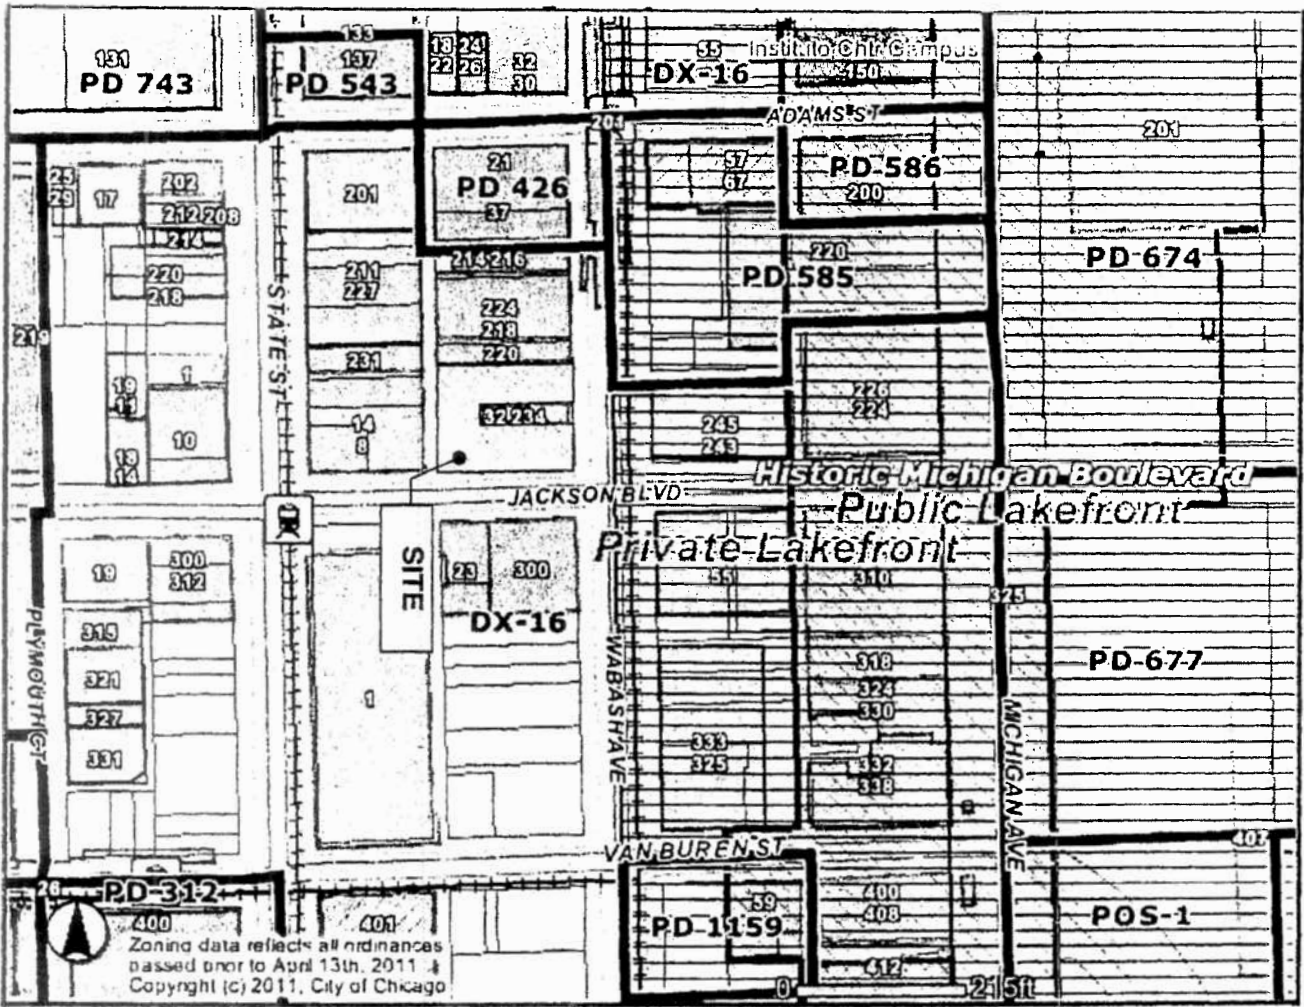 133
131
PD 743
137
PD 543
18 24
22 26
32
30
55
Instituto Chtr Campus
DX-16
150
201
ADAMS ST
201
25
29
17
202
212 208
214
220
218
201
21
PD 426
37
57
67
PD 586
200
220
PD 585
PD 674
211
227
214 216
224
218
220
STATE ST
219
231
1
19
14
8
234
226
224
245
243
10
18
14
Historic Michigan Boulevard
JACKSON BLVD
Public Lakefront
Private Lakefront
SITE
19
300
312
23
300
310
325
DX-16
315
321
327
331
PLYMOUTH CT
1
WABASH AVE
318
324
330
PD 677
333
325
332
338
MICHIGAN AVE
VAN BUREN ST
407
PD 312
400
401
59
PD 1159
400
408
412
POS-1
Zoning data reflects all ordinances
passed prior to April 13th, 2011
Copyright (c) 2011, City of Chicago
0 215ft